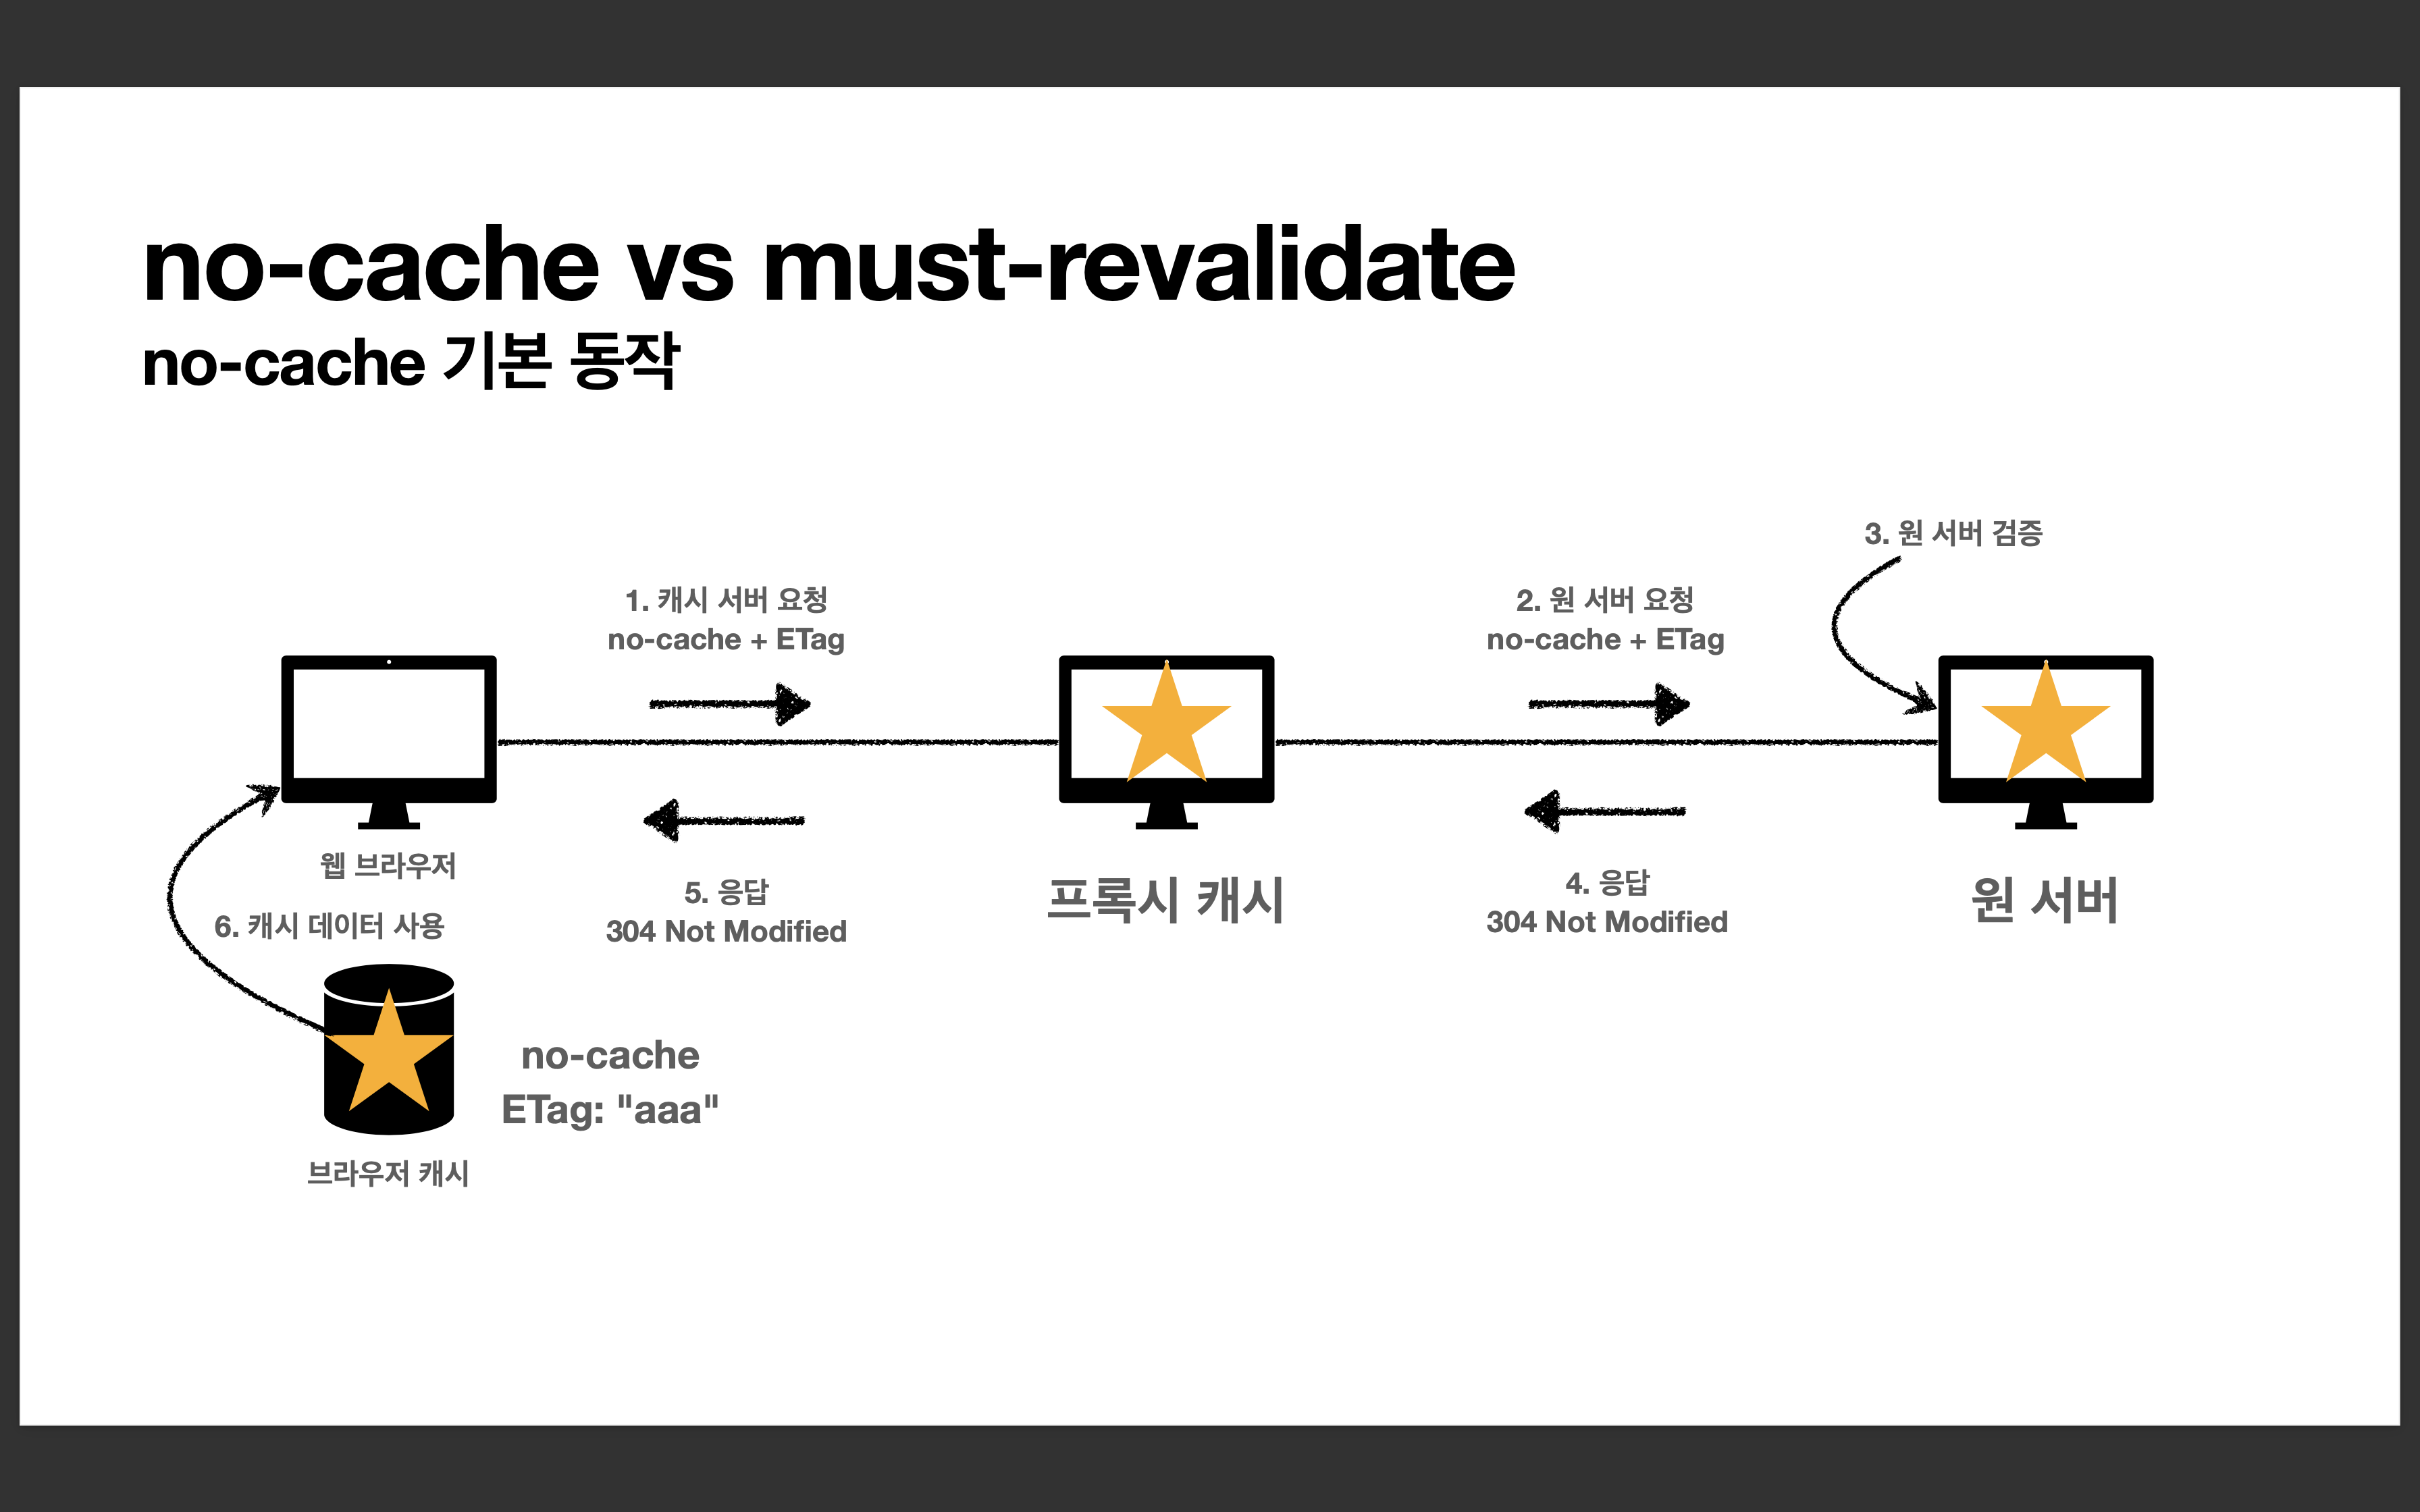 no-cache vs must-revalidate
no-cache 기본 동작
3. 원 서버 검증
1. 캐시 서버 요청
no-cache + ETag
2. 원 서버 요청
no-cache + ETag
웹 브라우저
5. 응답
304 Not Modified
프록시 캐시
4. 응답
304 Not Modified
원 서버
6. 캐시 데이터 사용
no-cache
ETag: "aaa"
브라우저 캐시